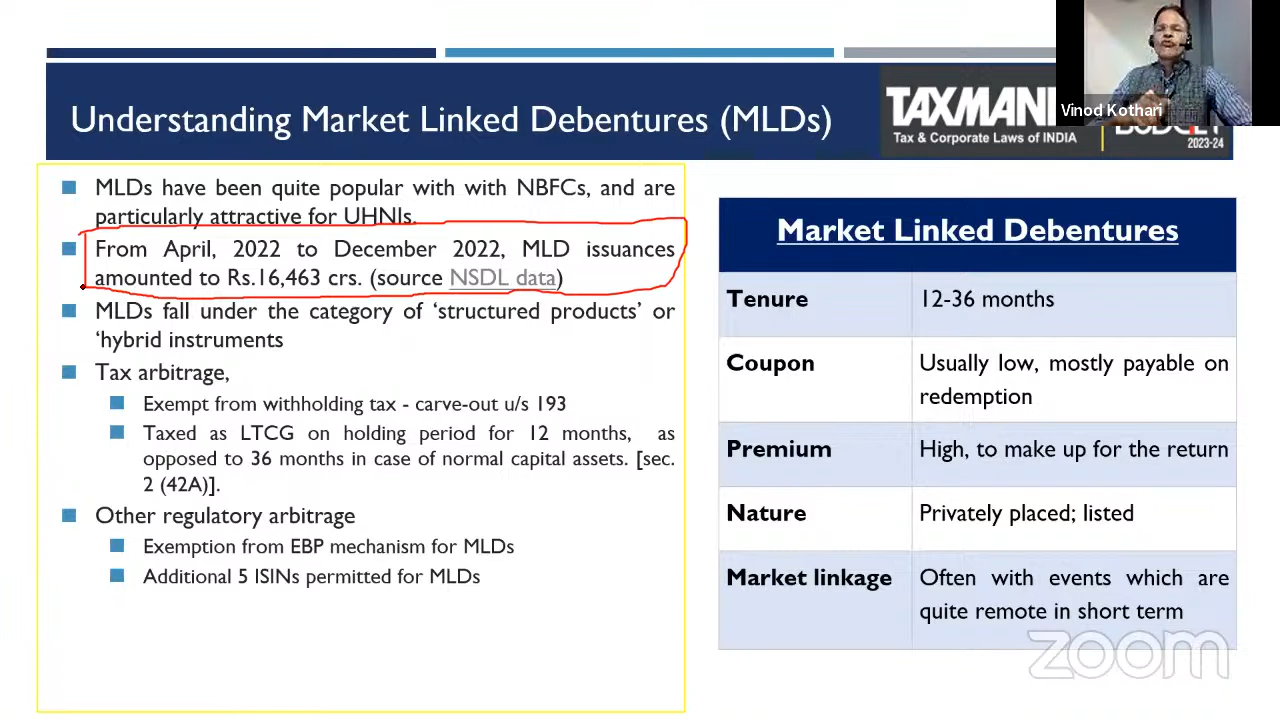 Understanding Market Linked Debentures (MLDs)
TAXMANN
Tax & Corporate Laws of INDIA
BUDGET
2023-24
Vinod Kothari
MLDs have been quite popular with with NBFCs, and are
particularly attractive for UHNIs.
From April, 2022 to December 2022, MLD issuances
amounted to Rs.16,463 crs. (source NSDL data)
MLDs fall under the category of ‘structured products’ or
‘hybrid instruments
Tax arbitrage,
Exempt from withholding tax - carve-out u/s 193
Taxed as LTCG on holding period for 12 months, as
opposed to 36 months in case of normal capital assets. [sec.
2 (42A)].
Other regulatory arbitrage
Exemption from EBP mechanism for MLDs
Additional 5 ISINs permitted for MLDs
Market Linked Debentures
Tenure 12-36 months
Coupon Usually low, mostly payable on
redemption
Premium High, to make up for the return
Nature Privately placed; listed
Market linkage Often with events which are
quite remote in short term
zoom